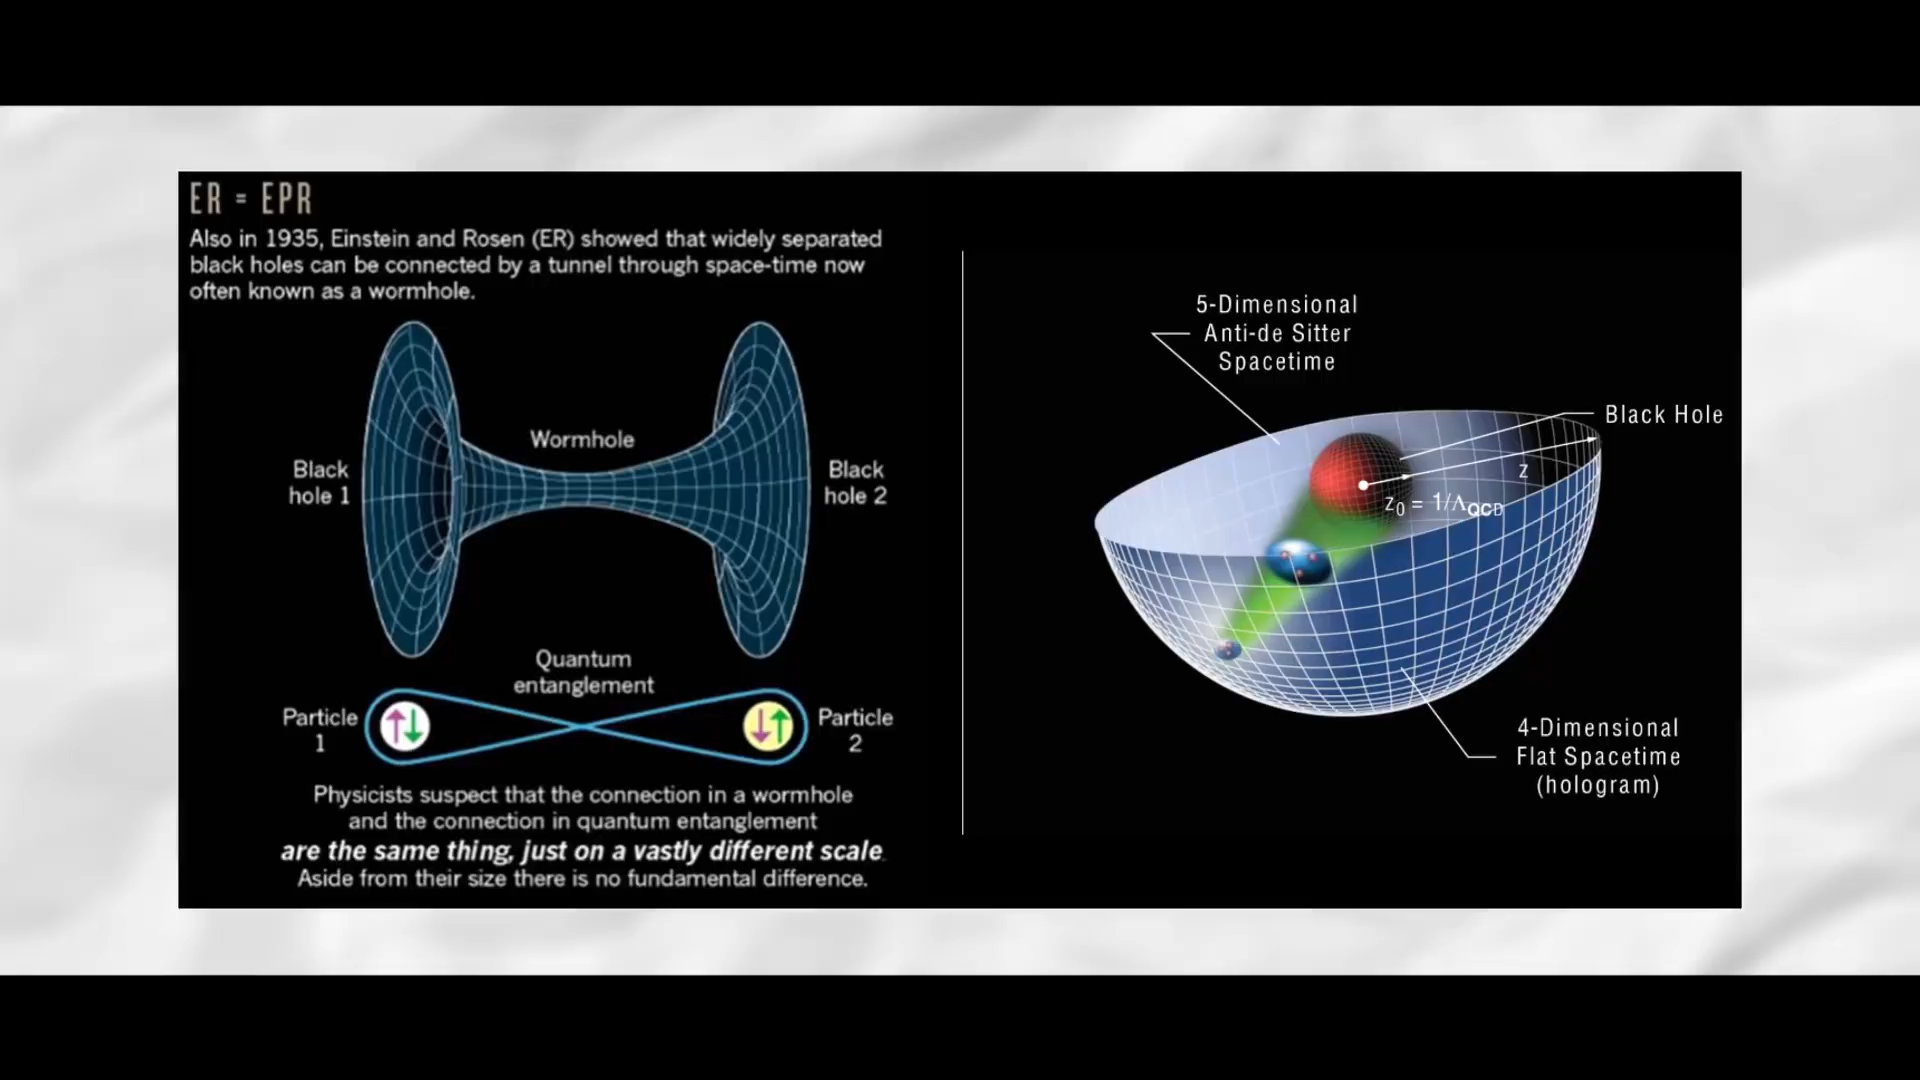 ER = EPR
Also in 1935, Einstein and Rosen (ER) showed that widely separated
black holes can be connected by a tunnel through space-time now
often known as a wormhole.
Wormhole
Black
hole 1
Black
hole 2
Quantum
entanglement
Particle
1
Particle
2
Physicists suspect that the connection in a wormhole
and the connection in quantum entanglement
are the same thing, just on a vastly different scale.
Aside from their size there is no fundamental difference.
5-Dimensional
Anti-de Sitter
Spacetime
Black Hole
z
z₀ = 1/Λ_QCD
4-Dimensional
Flat Spacetime
(hologram)